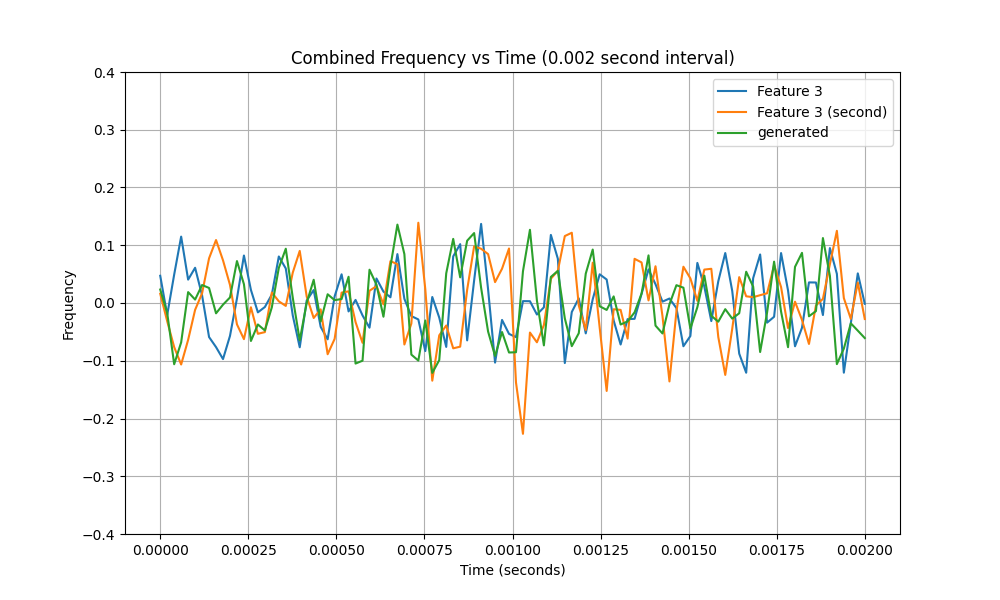 Combined Frequency vs Time (0.002 second interval)
Feature 3
Feature 3 (second)
generated
Frequency
0.4
0.3
0.2
0.1
0.0
−0.1
−0.2
−0.3
−0.4
0.00000 0.00025 0.00050 0.00075 0.00100 0.00125 0.00150 0.00175 0.00200
Time (seconds)